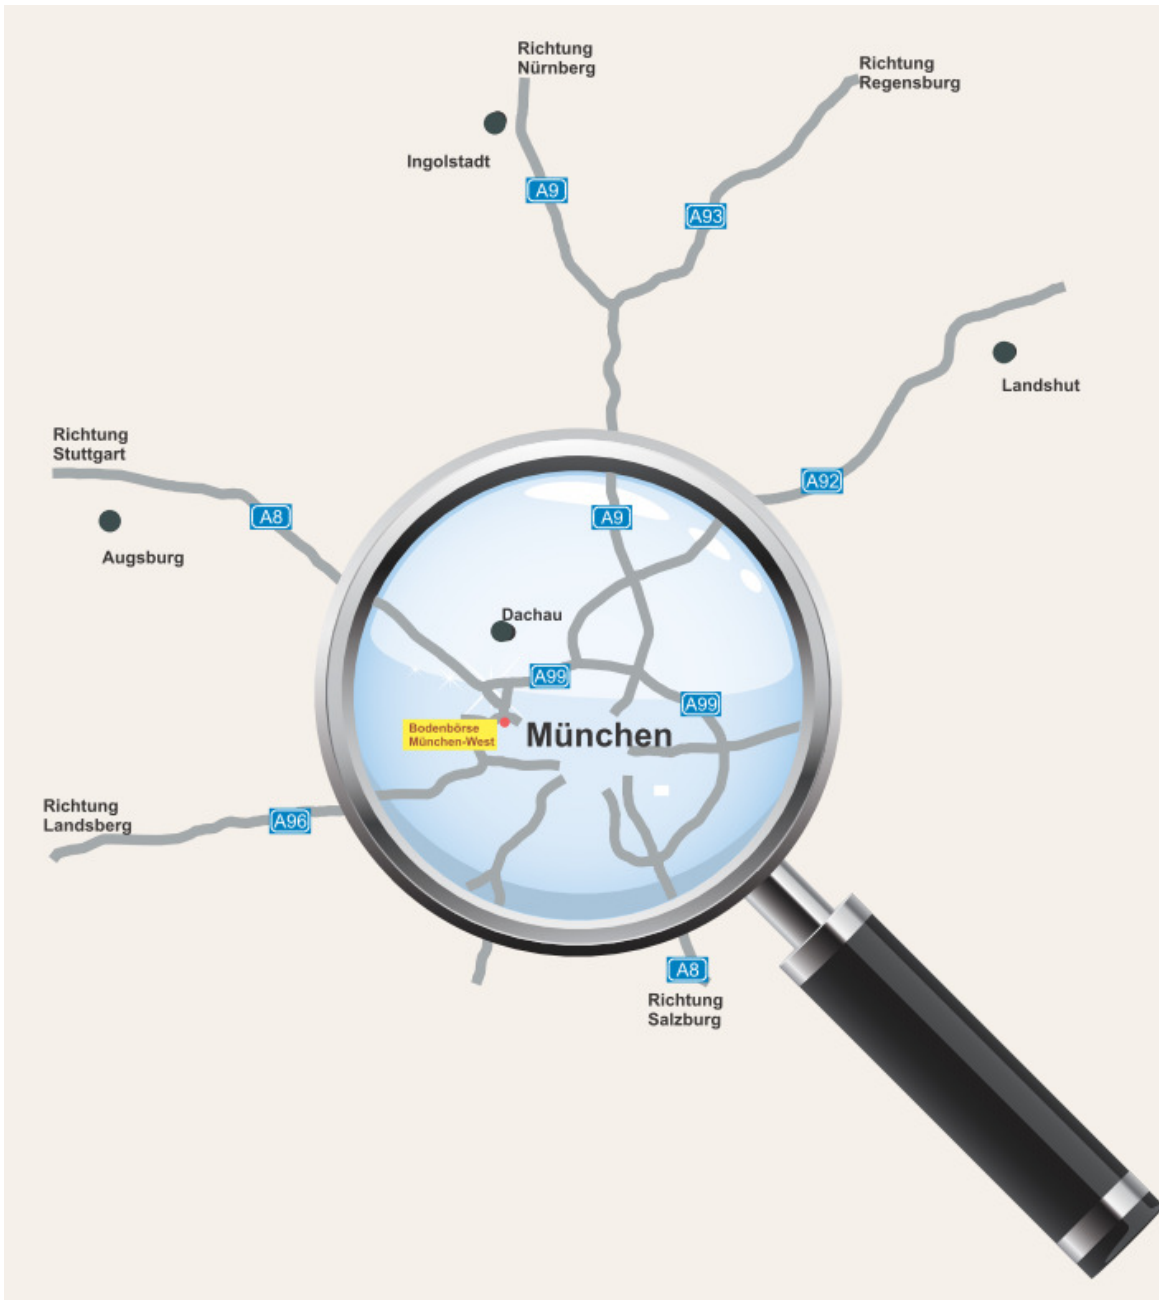 Richtung
Nürnberg
Richtung
Regensburg
Ingolstadt
A9
A93
Landshut
Richtung
Stuttgart
A92
A8
A9
Augsburg
Dachau
A99
A99
Bodenbörse
München-West
München
Richtung
Landsberg
A96
A8
Richtung
Salzburg